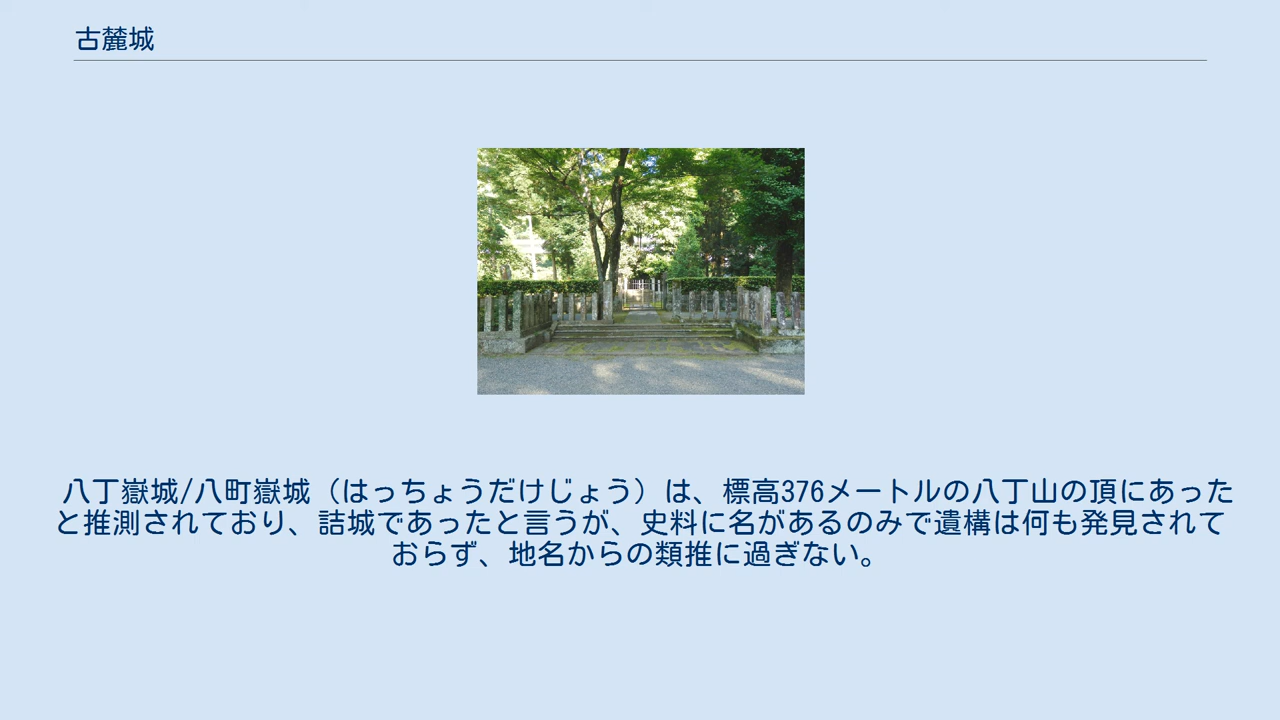 古麓城
八丁嶽城/八町嶽城（はっちょうだけじょう）は、標高376メートルの八丁山の頂にあった
と推測されており、詰城であったと言うが、史料に名があるのみで遺構は何も発見されて
おらず、地名からの類推に過ぎない。